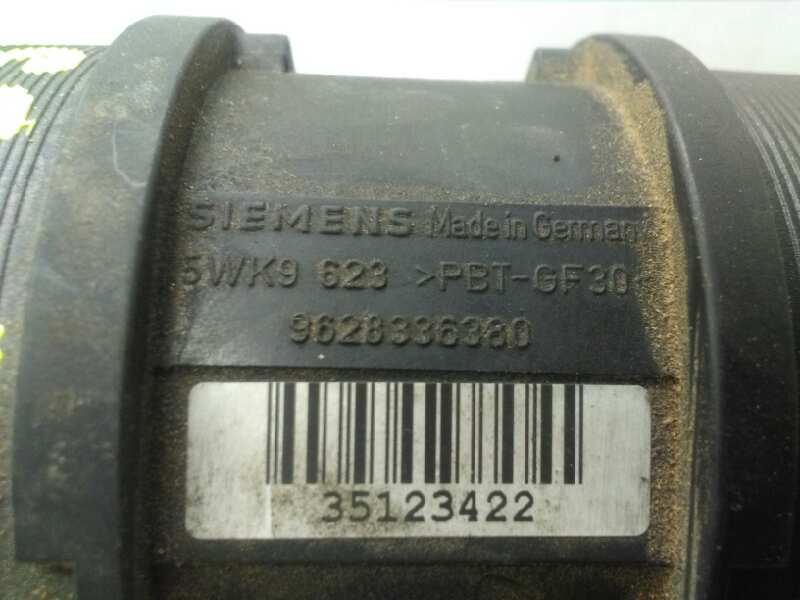 SIEMENS Made in Germany
5WK9 623 >PBT-GF30<
9628336380
35123422